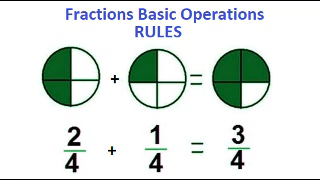 Fractions Basic Operations
RULES
+ =
2/4 + 1/4 = 3/4